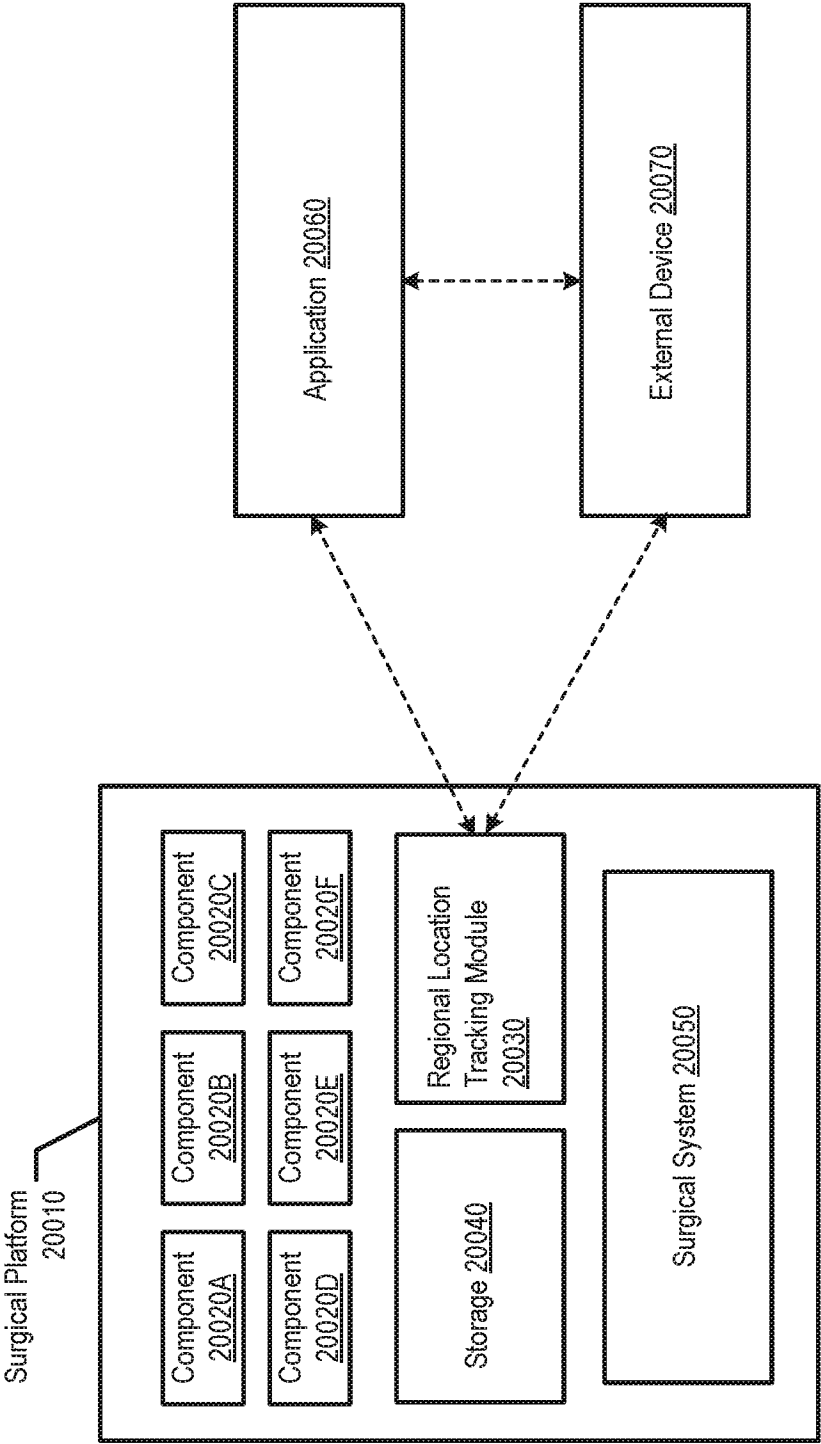 Surgical Platform
20010
Component
20020A
Component
20020B
Component
20020C
Component
20020D
Component
20020E
Component
20020F
Storage 20040
Regional Location
Tracking Module
20030
Surgical System 20050
Application 20060
External Device 20070